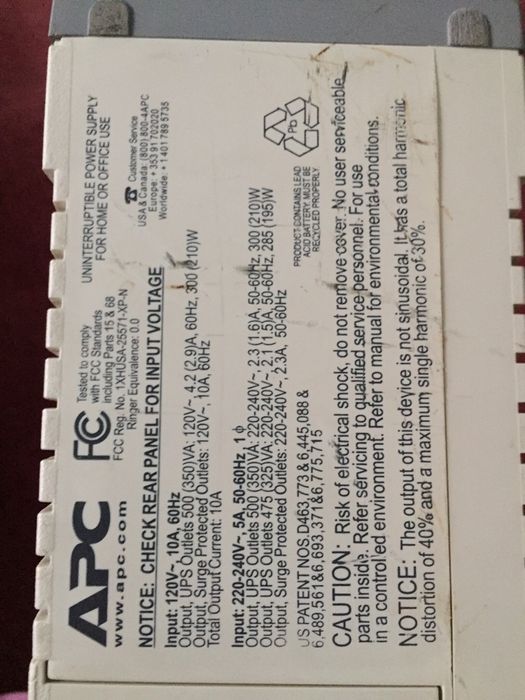 APC
www.apc.com
FC
Tested to comply
with FCC Standards
including Parts 15 & 68
FCC Reg. No. 1XHUSA-25571-XP-N
Ringer Equivalence: 0.0
UNINTERRUPTIBLE POWER SUPPLY
FOR HOME OR OFFICE USE
Customer Service
USA & Canada: (800) 800-4APC
Europe: +353 91 702020
Worldwide: +1 401 789 5735
NOTICE: CHECK REAR PANEL FOR INPUT VOLTAGE
Input: 120V~, 10A, 60Hz
Output, UPS Outlets 500 (350)VA: 120V~, 4.2 (2.9)A, 60Hz, 300 (210)W
Output, Surge Protected Outlets: 120V~, 10A, 60Hz
Total Output Current: 10A
Input: 220-240V~, 5A, 50-60Hz, 1 ϕ
Output, UPS Outlets 500 (350)VA: 220-240V~, 2.3 (1.6)A, 50-60Hz, 300 (210)W
Output, UPS Outlets 475 (325)VA: 220-240V~, 2.1 (1.5)A, 50-60Hz, 285 (195)W
Output, Surge Protected Outlets: 220-240V~, 2.3A, 50-60Hz
Pb
PRODUCT CONTAINS LEAD
ACID BATTERY. MUST BE
RECYCLED PROPERLY
US PATENT NOS. D463,773 & 6,445,088 &
6,489,561&6,693,371&6,775,715
CAUTION: Risk of electrical shock, do not remove cover. No user serviceable
parts inside. Refer servicing to qualified service personnel. For use
in a controlled environment. Refer to manual for environmental conditions.
NOTICE: The output of this device is not sinusoidal. It has a total harmonic
distortion of 40% and a maximum single harmonic of 30%.